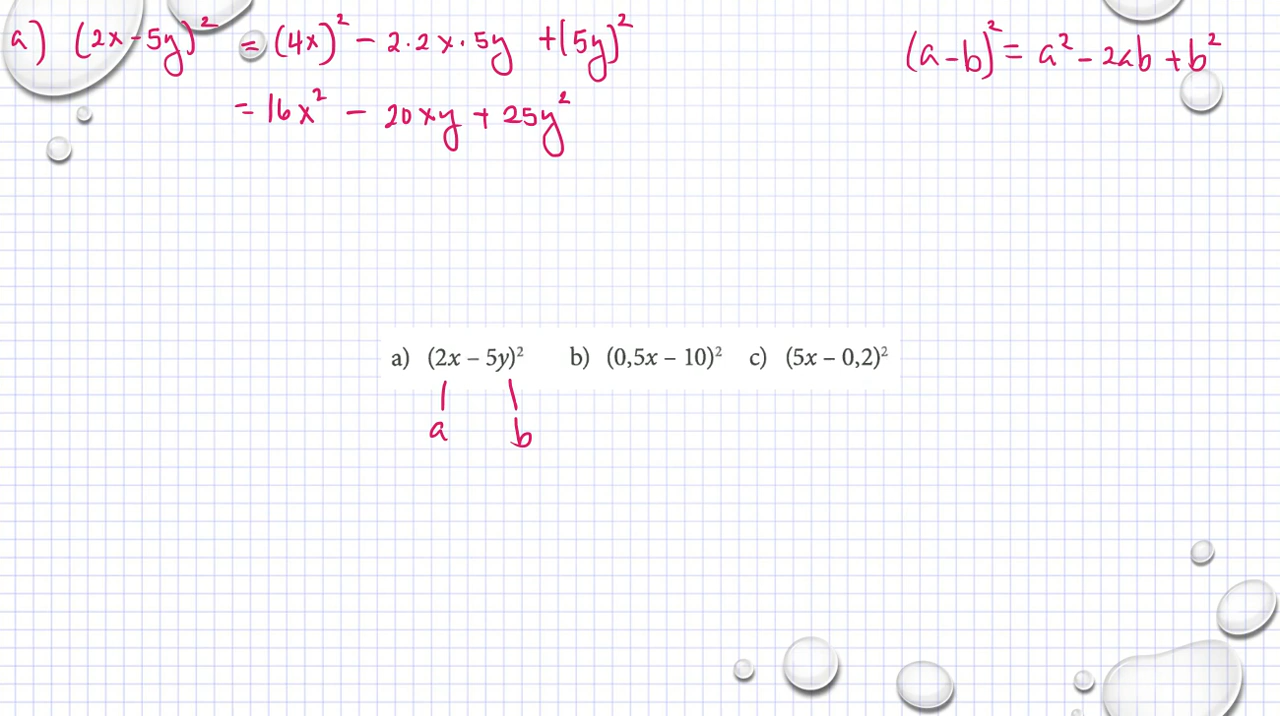 a) (2x-5y)² = (4x)² - 2·2x·5y + (5y)²
(a-b)² = a² - 2ab + b²
= 16x² - 20xy + 25y²
a) (2x – 5y)² b) (0,5x – 10)² c) (5x – 0,2)²
a b